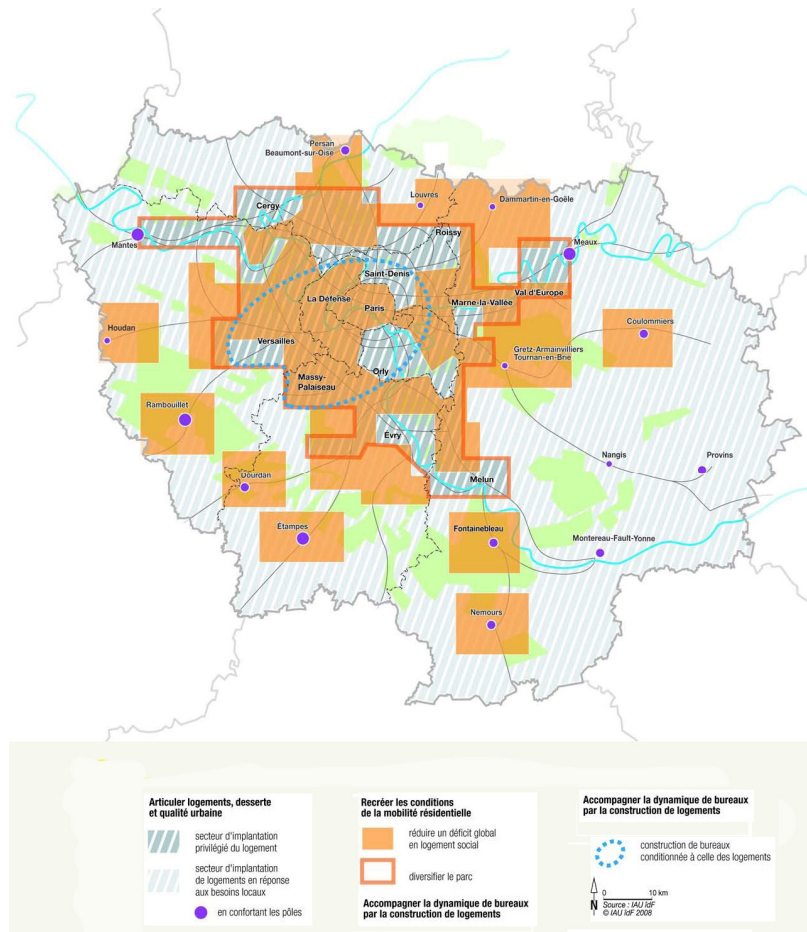 Persan
Beaumont-sur-Oise
Louvres
Dammartin-en-Goële
Cergy
Roissy
Mantes
Meaux
Saint-Denis
La Défense
Paris
Marne-la-Vallée
Val d'Europe
Houdan
Versailles
Coulommiers
Gretz-Armainvilliers
Tournan-en-Brie
Orly
Massy-
Palaiseau
Rambouillet
Évry
Nangis
Provins
Dourdan
Melun
Étampes
Fontainebleau
Montereau-Fault-Yonne
Nemours
Articuler logements, desserte
et qualité urbaine
secteur d'implantation
privilégié du logement
secteur d'implantation
de logements en réponse
aux besoins locaux
en confortant les pôles
Recréer les conditions
de la mobilité résidentielle
réduire un déficit global
en logement social
diversifier le parc
Accompagner la dynamique de bureaux
par la construction de logements
Accompagner la dynamique de bureaux
par la construction de logements
construction de bureaux
conditionnée à celle des logements
N
0 10 km
Source : IAU îdF
© IAU îdF 2008